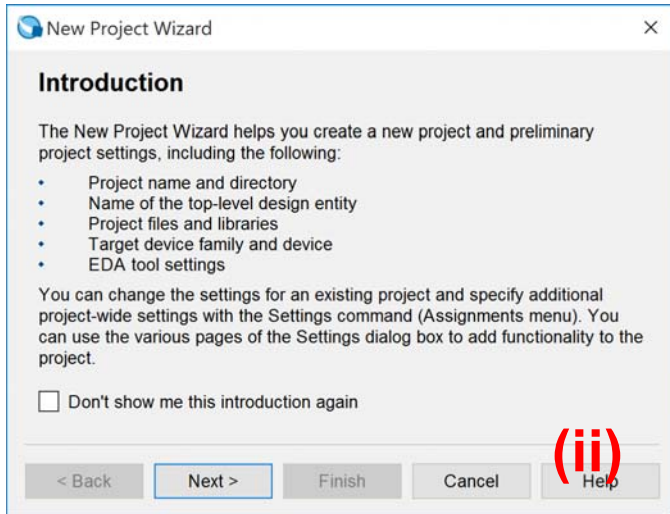 New Project Wizard
Introduction
The New Project Wizard helps you create a new project and preliminary
project settings, including the following:
• Project name and directory
• Name of the top-level design entity
• Project files and libraries
• Target device family and device
• EDA tool settings
You can change the settings for an existing project and specify additional
project-wide settings with the Settings command (Assignments menu). You
can use the various pages of the Settings dialog box to add functionality to the
project.
Don't show me this introduction again
(ii)
< Back Next > Finish Cancel Help